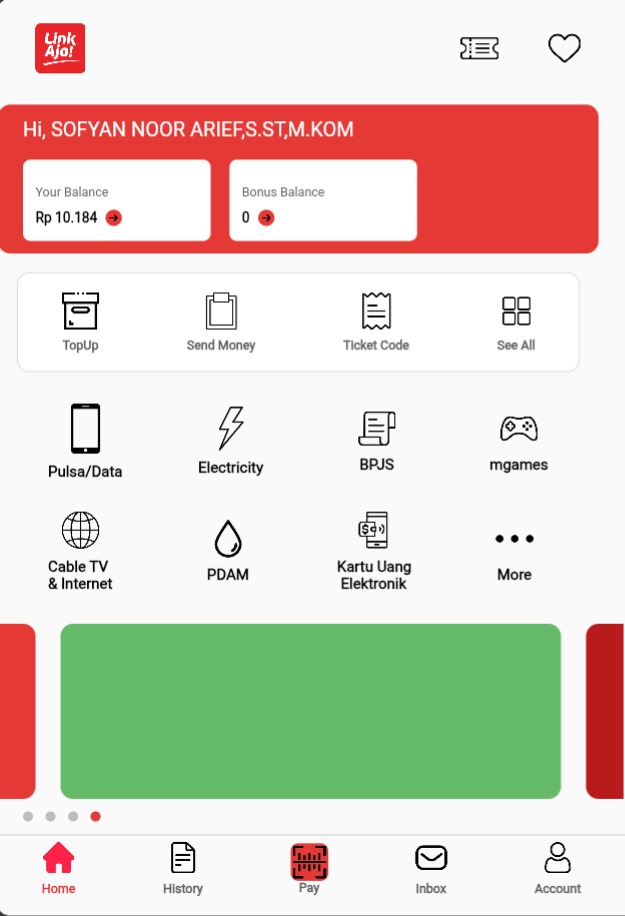 Link
Aja!
Hi, SOFYAN NOOR ARIEF,S.ST,M.KOM
Your Balance
Bonus Balance
Rp 10.184
0
TopUp
Send Money
Ticket Code
See All
Pulsa/Data
Electricity
BPJS
mgames
Cable TV
& Internet
PDAM
Kartu Uang
Elektronik
More
Home
History
Pay
Inbox
Account